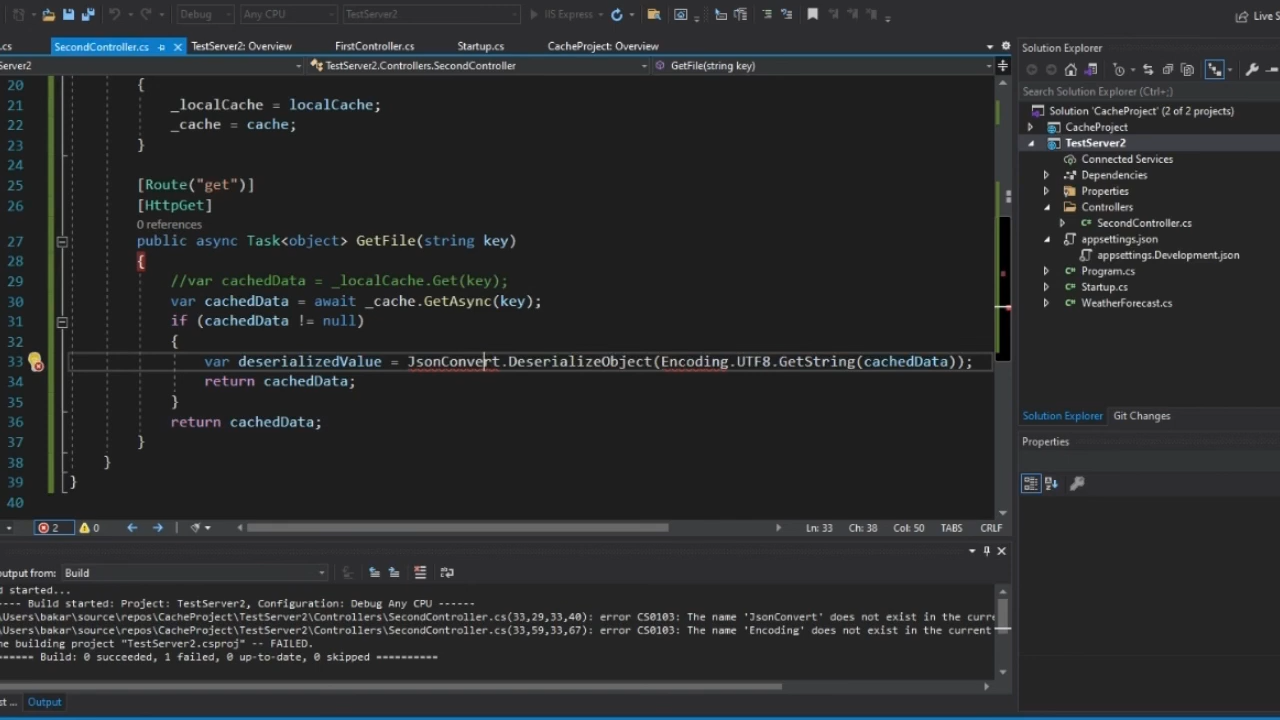 Debug Any CPU TestServer2 IIS Express Live S
.cs SecondController.cs TestServer2: Overview FirstController.cs Startup.cs CacheProject: Overview
Server2 TestServer2.Controllers.SecondController GetFile(string key)
20 {
21 _localCache = localCache;
22 _cache = cache;
23 }
24
25 [Route("get")]
26 [HttpGet]
0 references
27 public async Task<object> GetFile(string key)
28 {
29 //var cachedData = _localCache.Get(key);
30 var cachedData = await _cache.GetAsync(key);
31 if (cachedData != null)
32 {
33 var deserializedValue = JsonConvert.DeserializeObject(Encoding.UTF8.GetString(cachedData));
34 return cachedData;
35 }
36 return cachedData;
37 }
38 }
39 }
40
2 0 Ln: 33 Ch: 38 Col: 50 TABS CRLF
utput from: Build
d started...
---- Build started: Project: TestServer2, Configuration: Debug Any CPU ------
\Users\bakar\source\repos\CacheProject\TestServer2\Controllers\SecondController.cs(33,29,33,40): error CS0103: The name 'JsonConvert' does not exist in the curre
\Users\bakar\source\repos\CacheProject\TestServer2\Controllers\SecondController.cs(33,59,33,67): error CS0103: The name 'Encoding' does not exist in the current
ne building project "TestServer2.csproj" -- FAILED.
====== Build: 0 succeeded, 1 failed, 0 up-to-date, 0 skipped ==========
st ... Output
Solution Explorer
Search Solution Explorer (Ctrl+;)
Solution 'CacheProject' (2 of 2 projects)
CacheProject
TestServer2
Connected Services
Dependencies
Properties
Controllers
SecondController.cs
appsettings.json
appsettings.Development.json
Program.cs
Startup.cs
WeatherForecast.cs
Solution Explorer Git Changes
Properties